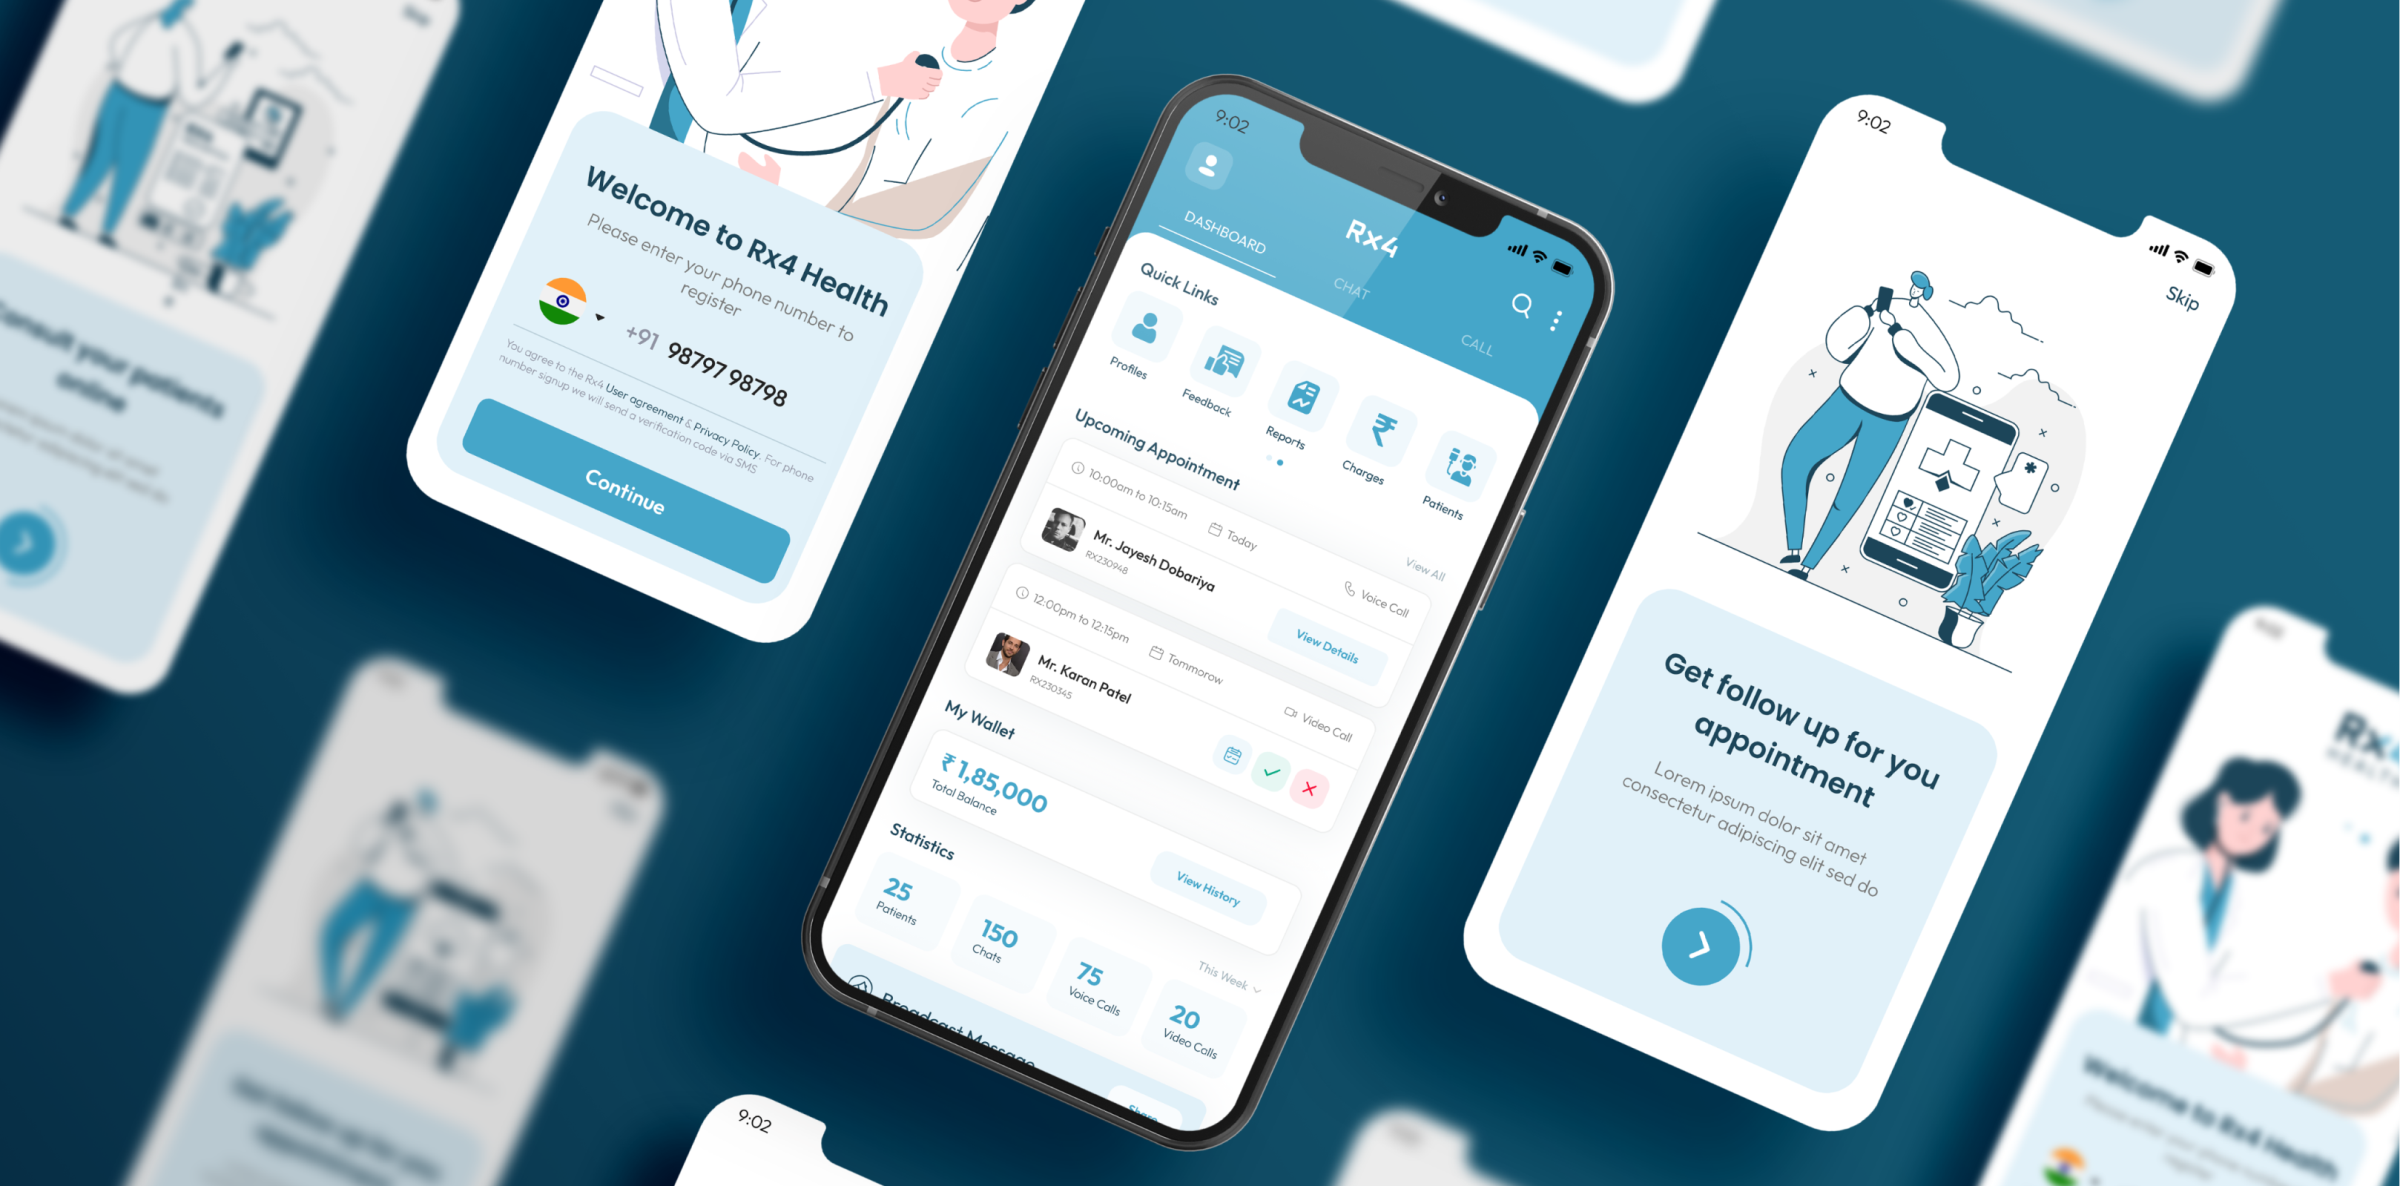 Consult your patients
online
Welcome to Rx4 Health
Please enter your phone number to
register
+91 98797 98798
You agree to the Rx4 User agreement & Privacy Policy. For phone
number signup we will send a verification code via SMS
Continue
9:02
Rx4
DASHBOARD
CHAT
CALL
Quick Links
Profiles
Feedback
Reports
Charges
Patients
Upcoming Appointment
View All
10:00am to 10:15am
Today
Voice Call
Mr. Jayesh Dobariya
RX230948
View Details
12:00pm to 12:15pm
Tommorow
Video Call
Mr. Karan Patel
RX230345
My Wallet
₹ 1,85,000
Total Balance
View History
Statistics
This Week
25
Patients
150
Chats
75
Voice Calls
20
Video Calls
Broadcast Message
Share
9:02
Skip
Get follow up for you
appointment
Lorem ipsum dolor sit amet
consectetur adipiscing elit sed do
9:02
Welcome to Rx4 Health